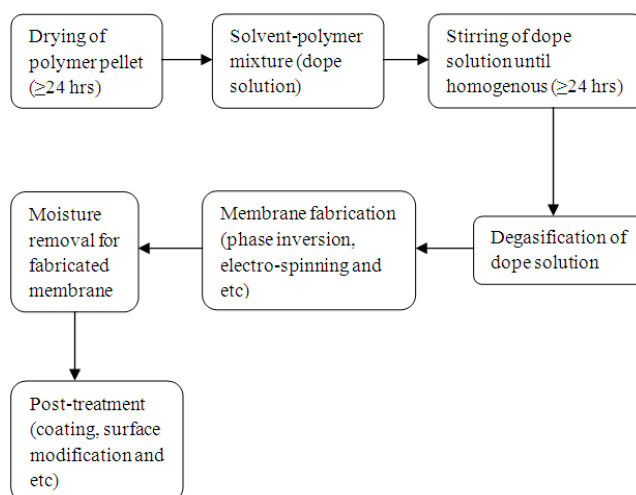 Drying of
polymer pellet
(≥24 hrs)
Solvent-polymer
mixture (dope
solution)
Stirring of dope
solution until
homogenous (≥24 hrs)
Degasification of
dope solution
Membrane fabrication
(phase inversion,
electro-spinning and
etc)
Moisture
removal for
fabricated
membrane
Post-treatment
(coating, surface
modification and
etc)